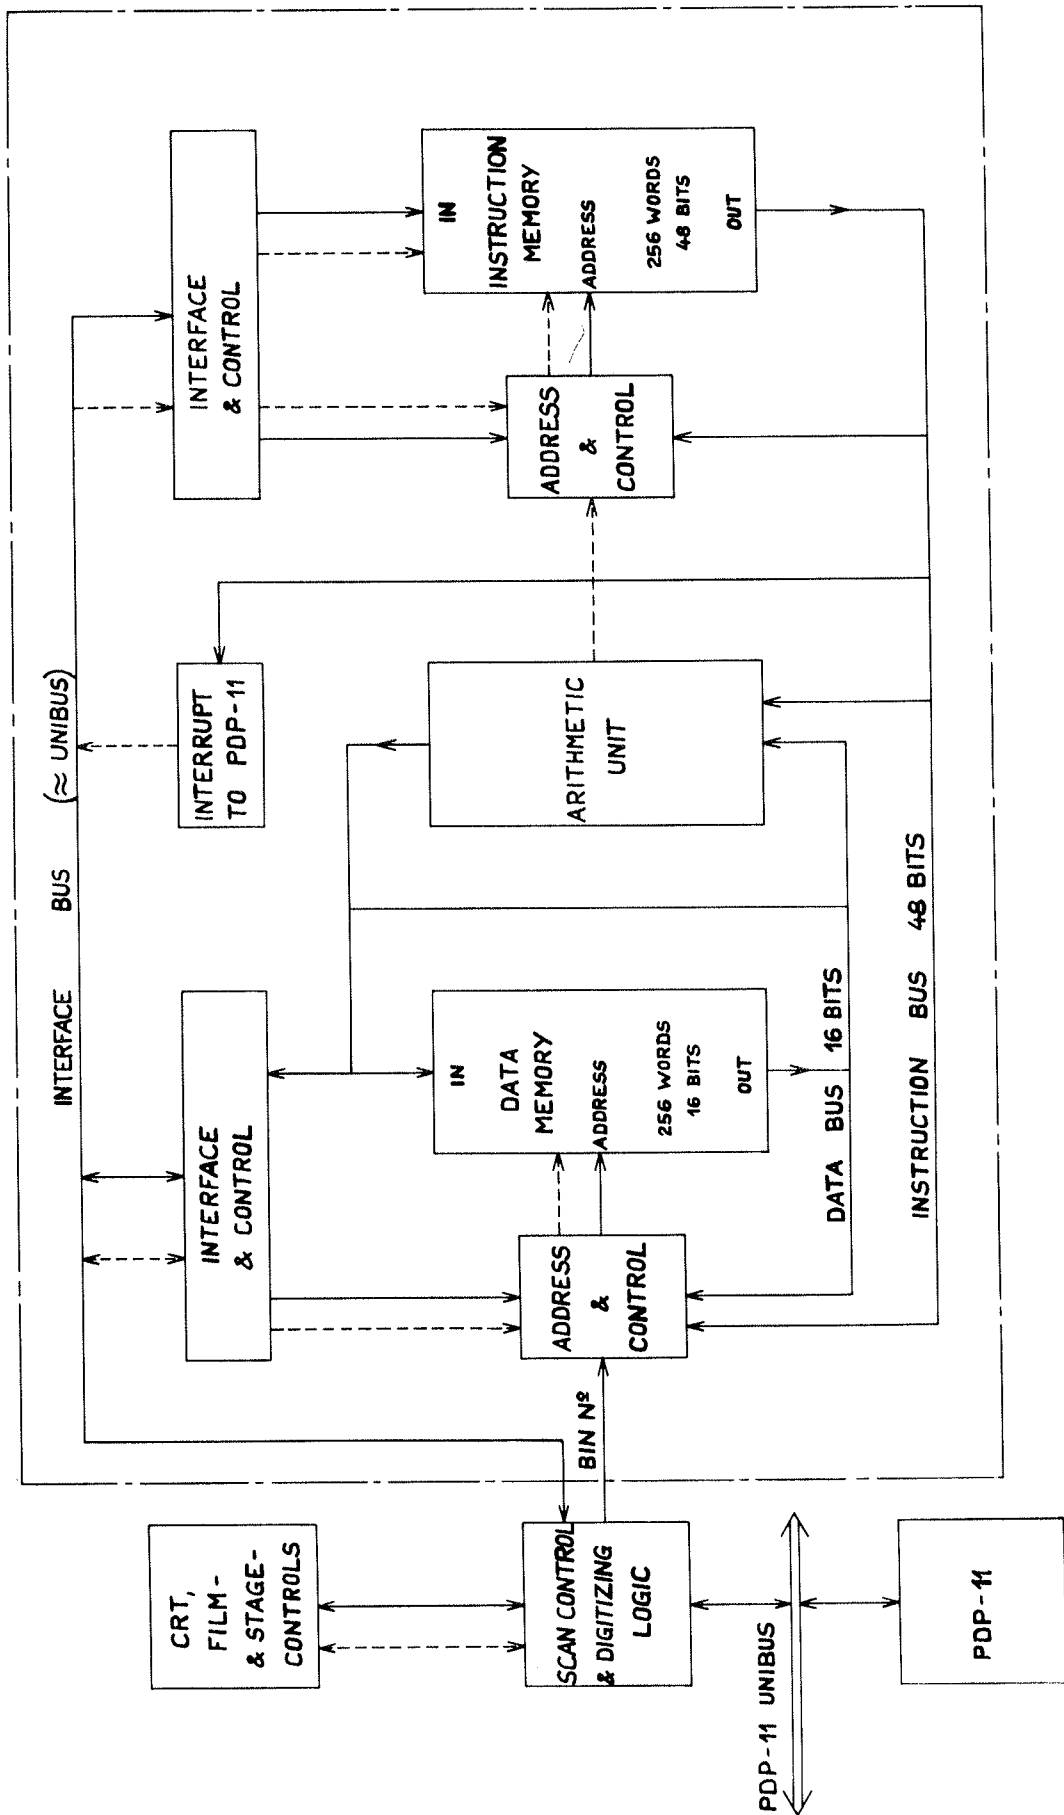 INTERFACE BUS (≈ UNIBUS)
CRT,
FILM-
& STAGE-
CONTROLS
INTERFACE
& CONTROL
INTERRUPT
TO PDP-11
INTERFACE
& CONTROL
SCAN CONTROL
& DIGITIZING
LOGIC
BIN Nº
ADDRESS
&
CONTROL
IN
DATA
MEMORY
ADDRESS
256 WORDS
16 BITS
OUT
ARITHMETIC
UNIT
ADDRESS
&
CONTROL
IN
INSTRUCTION
MEMORY
ADDRESS
256 WORDS
48 BITS
OUT
PDP-11 UNIBUS
DATA BUS 16 BITS
INSTRUCTION BUS 48 BITS
PDP-11